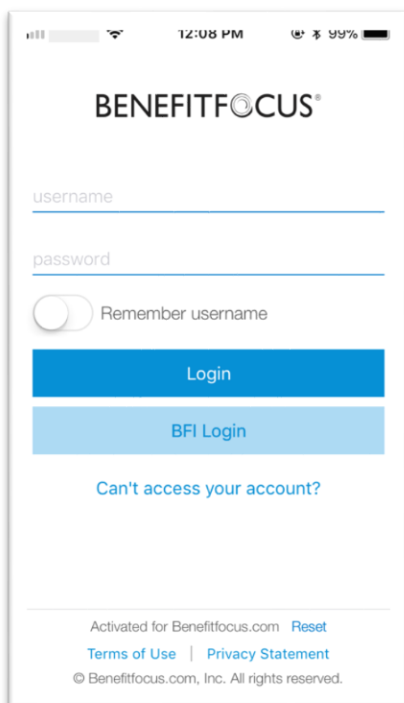 12:08 PM 99%
BENEFITFOCUS®
username
password
Remember username
Login
BFI Login
Can't access your account?
Activated for Benefitfocus.com Reset
Terms of Use | Privacy Statement
© Benefitfocus.com, Inc. All rights reserved.